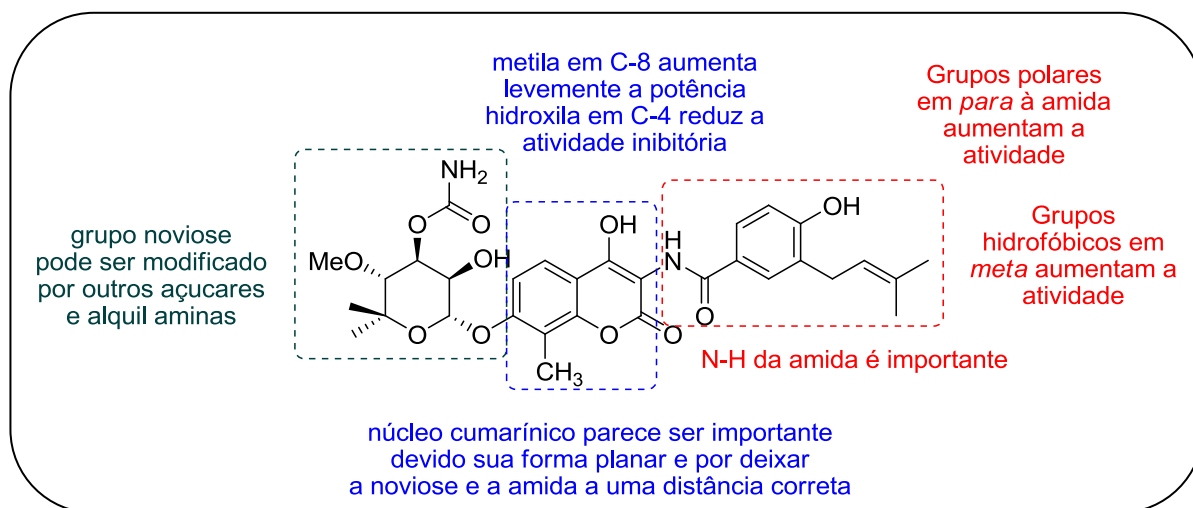 metila em C-8 aumenta
levemente a potência
hidroxila em C-4 reduz a
atividade inibitória
Grupos polares
em para à amida
aumentam a
atividade
grupo noviose
pode ser modificado
por outros açucares
e alquil aminas
NH2
O
O
MeO
OH
O
O
OH
O
O
CH3
H
N
O
OH
Grupos
hidrofóbicos em
meta aumentam a
atividade
N-H da amida é importante
núcleo cumarínico parece ser importante
devido sua forma planar e por deixar
a noviose e a amida a uma distância correta